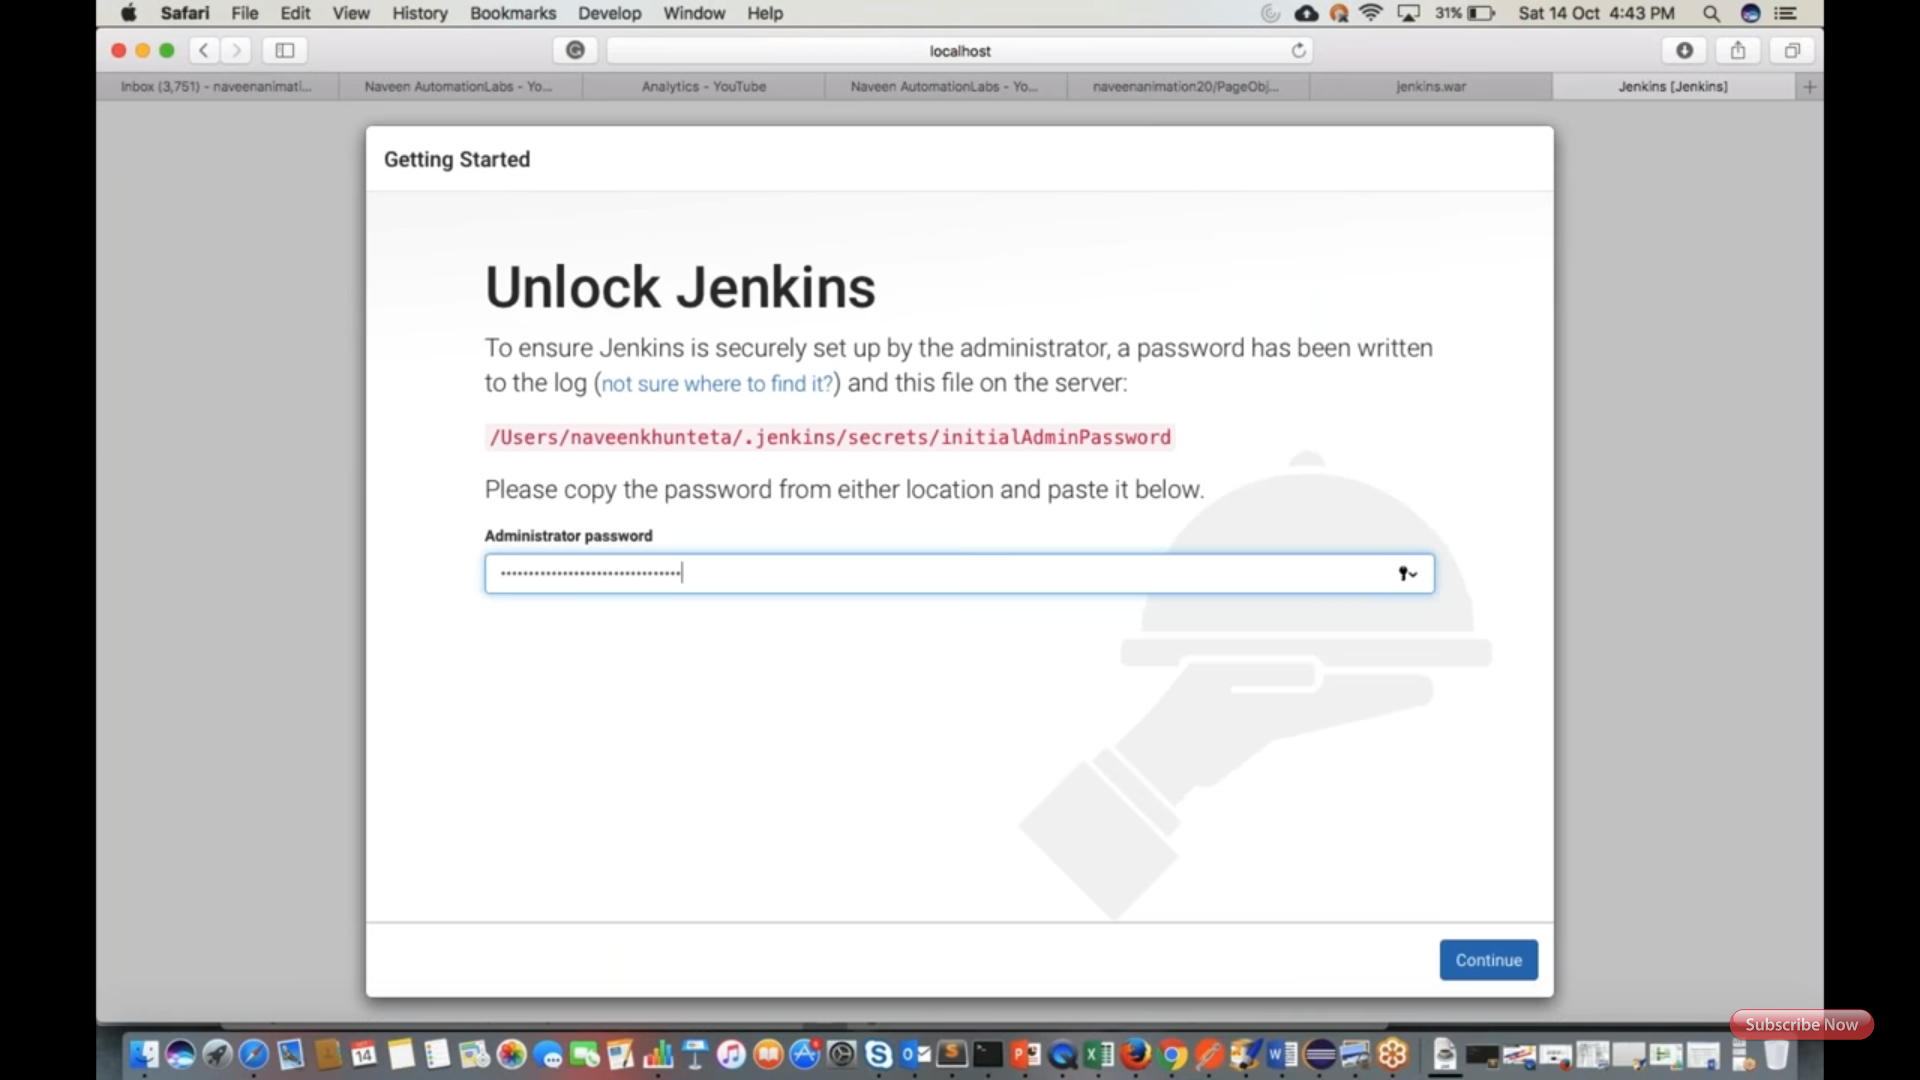 Safari File Edit View History Bookmarks Develop Window Help 31% Sat 14 Oct 4:43 PM
localhost
Inbox (3,751) - naveenanimati... Naveen AutomationLabs - Yo... Analytics - YouTube Naveen AutomationLabs - Yo... naveenanimation20/PageObj... jenkins.war Jenkins [Jenkins]
Getting Started
Unlock Jenkins
To ensure Jenkins is securely set up by the administrator, a password has been written
to the log (not sure where to find it?) and this file on the server:
/Users/naveenkhunteta/.jenkins/secrets/initialAdminPassword
Please copy the password from either location and paste it below.
Administrator password
Continue
Subscribe Now
14